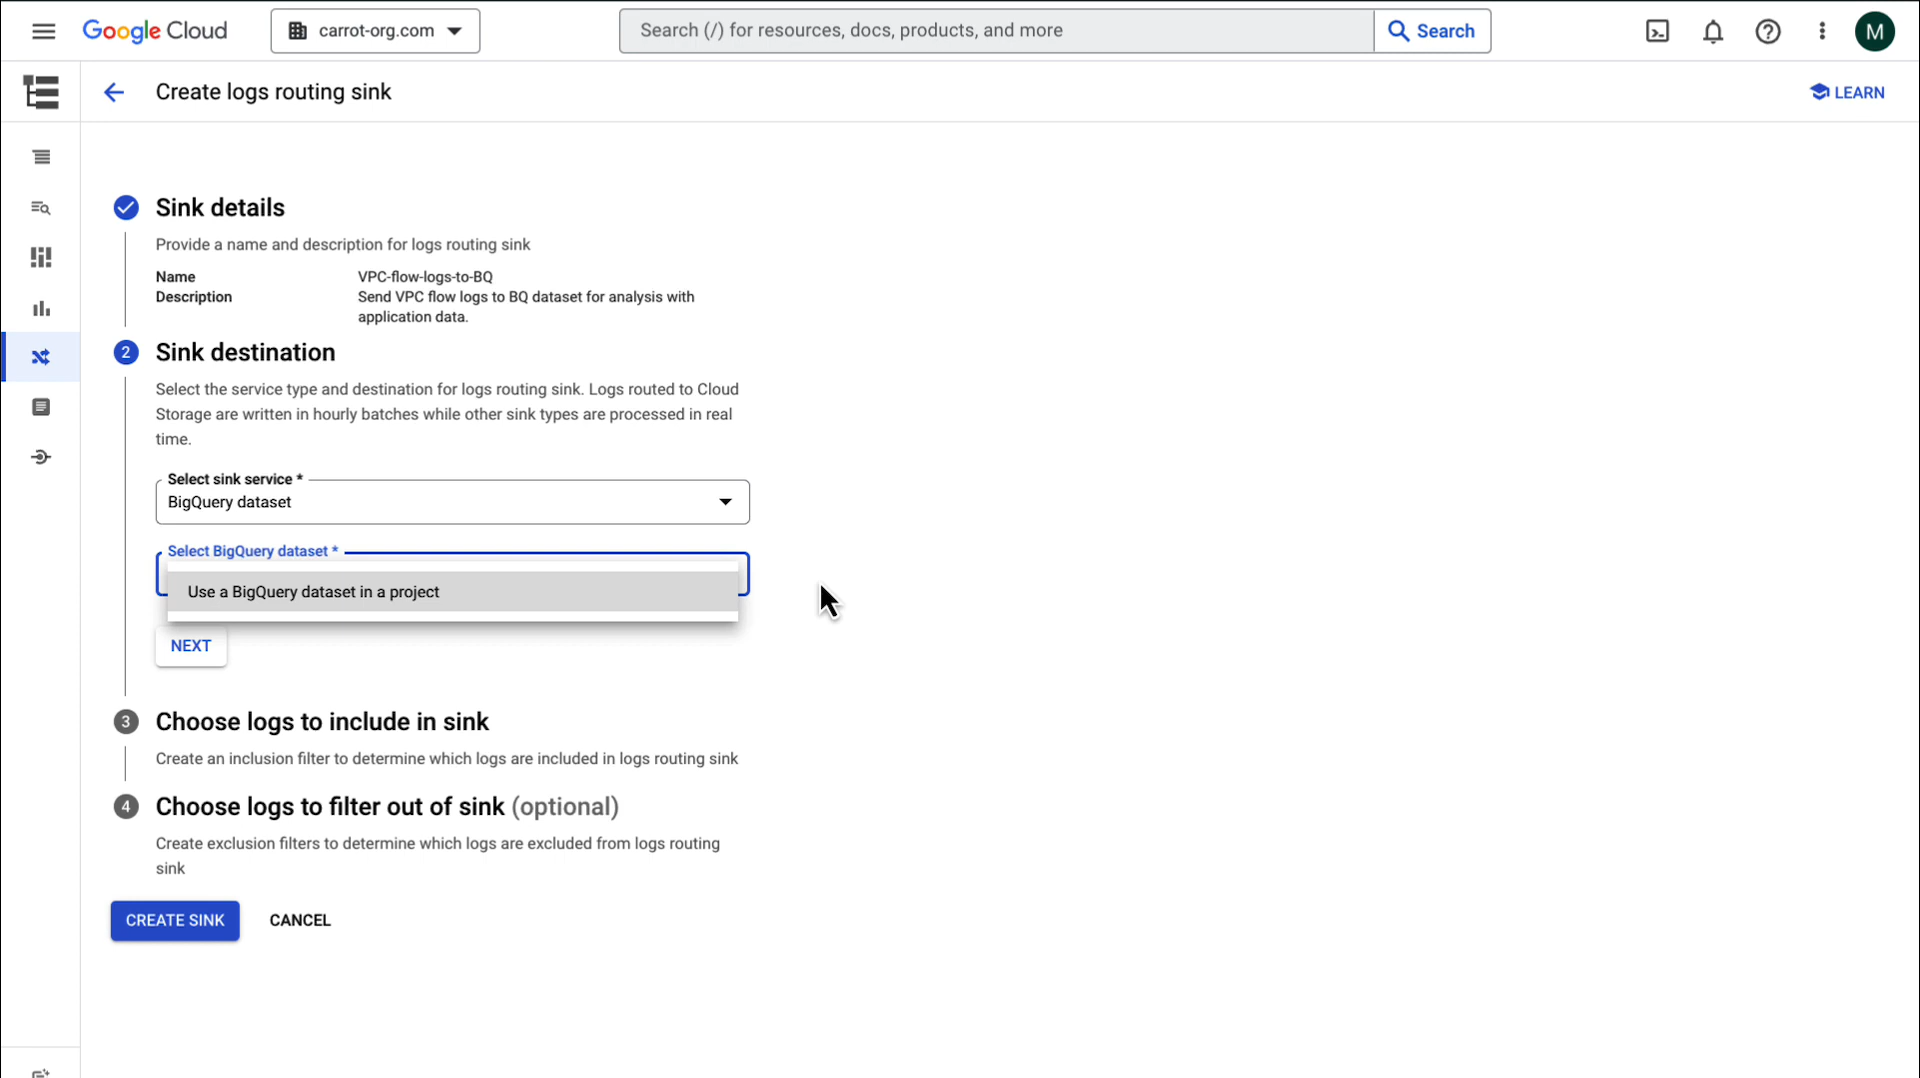 Google Cloud
carrot-org.com
Search (/) for resources, docs, products, and more
Search
M
Create logs routing sink
LEARN
Sink details
Provide a name and description for logs routing sink
Name VPC-flow-logs-to-BQ
Description Send VPC flow logs to BQ dataset for analysis with
application data.
2 Sink destination
Select the service type and destination for logs routing sink. Logs routed to Cloud
Storage are written in hourly batches while other sink types are processed in real
time.
Select sink service *
BigQuery dataset
Select BigQuery dataset *
Use a BigQuery dataset in a project
NEXT
3 Choose logs to include in sink
Create an inclusion filter to determine which logs are included in logs routing sink
4 Choose logs to filter out of sink (optional)
Create exclusion filters to determine which logs are excluded from logs routing
sink
CREATE SINK CANCEL